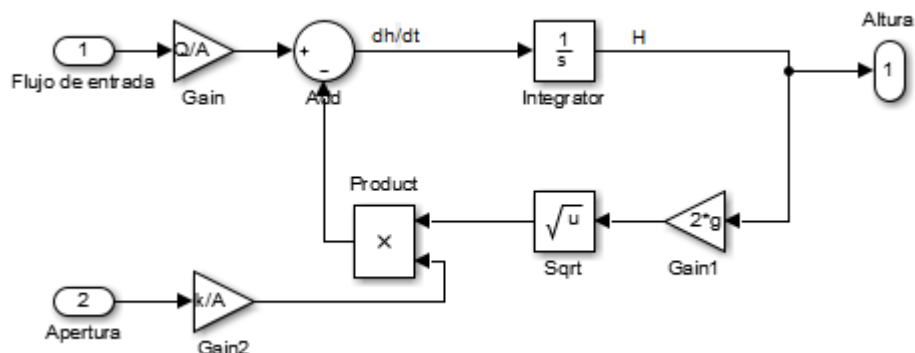 Altura
1
Q/A
+
−
dh/dt
1
s
H
1
Flujo de entrada
Gain
Add
Integrator
Product
×
√u
2*g
Sqrt
Gain1
2
k/A
Apertura
Gain2